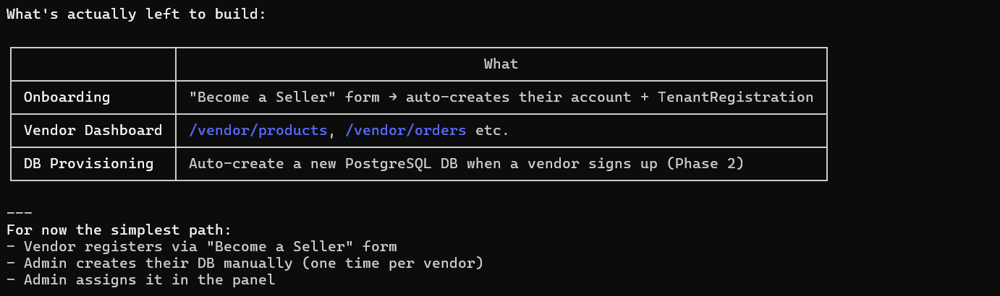 What's actually left to build:
What
Onboarding "Become a Seller" form → auto-creates their account + TenantRegistration
Vendor Dashboard /vendor/products, /vendor/orders etc.
DB Provisioning Auto-create a new PostgreSQL DB when a vendor signs up (Phase 2)
---
For now the simplest path:
- Vendor registers via "Become a Seller" form
- Admin creates their DB manually (one time per vendor)
- Admin assigns it in the panel